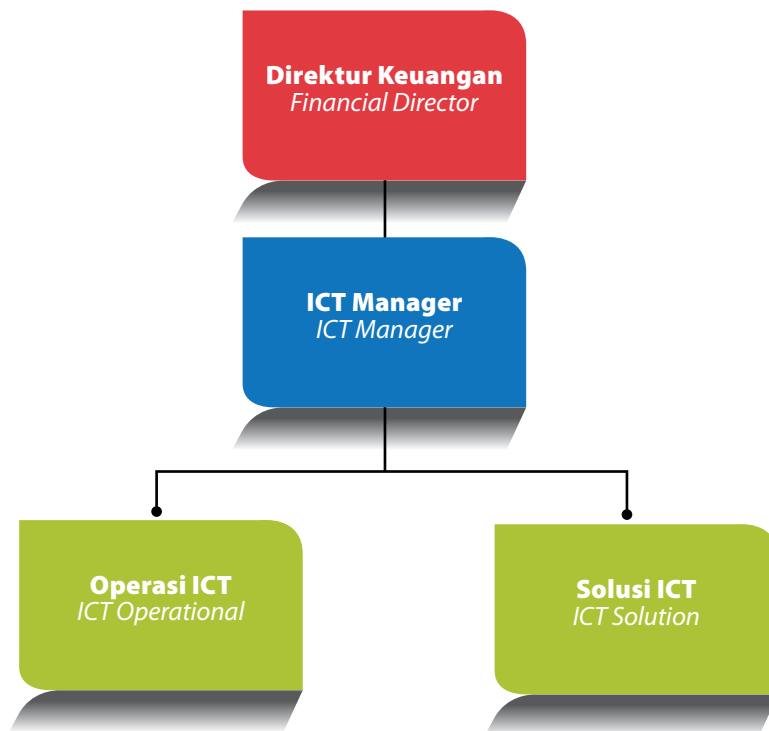 Direktur Keuangan
Financial Director
ICT Manager
ICT Manager
Operasi ICT
ICT Operational
Solusi ICT
ICT Solution